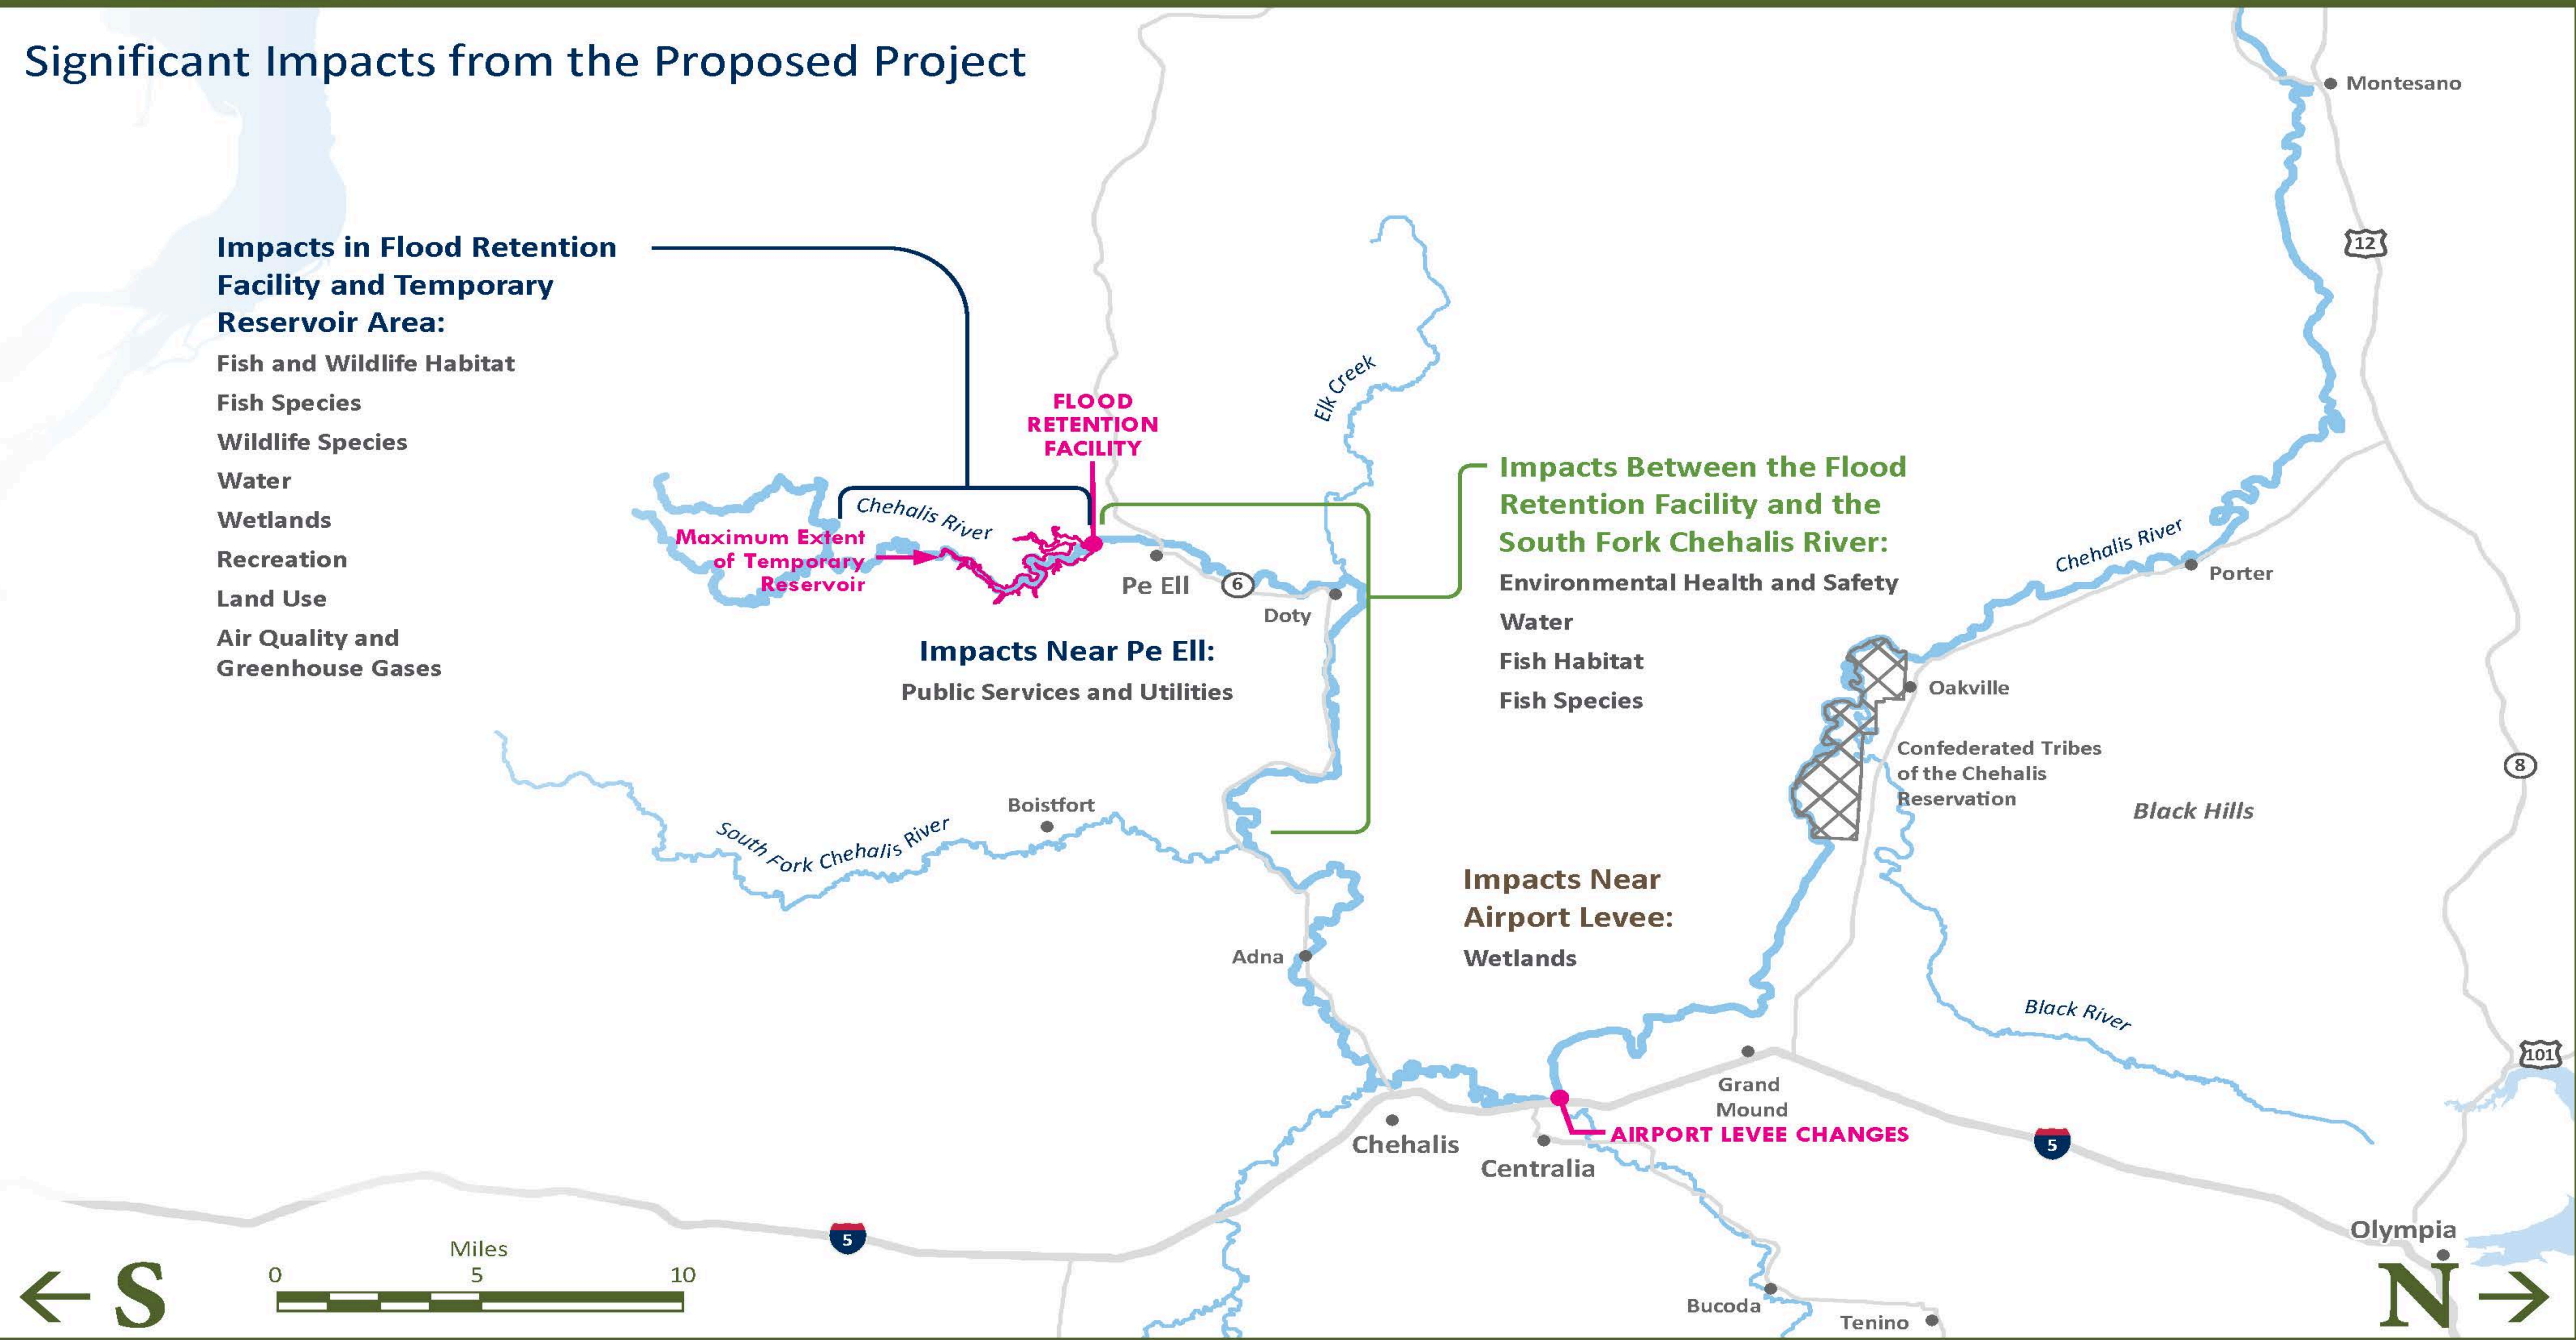 Significant Impacts from the Proposed Project
Montesano
12
Impacts in Flood Retention
Facility and Temporary
Reservoir Area:
Fish and Wildlife Habitat
Fish Species
Wildlife Species
Water
Wetlands
Recreation
Land Use
Air Quality and
Greenhouse Gases
FLOOD
RETENTION
FACILITY
Elk Creek
Chehalis River
Maximum Extent
of Temporary
Reservoir
Pe Ell
6
Doty
Impacts Near Pe Ell:
Public Services and Utilities
Impacts Between the Flood
Retention Facility and the
South Fork Chehalis River:
Environmental Health and Safety
Water
Fish Habitat
Fish Species
Chehalis River
Porter
Oakville
Confederated Tribes
of the Chehalis
Reservation
Black Hills
8
Boistfort
South Fork Chehalis River
Impacts Near
Airport Levee:
Wetlands
Adna
Black River
101
Grand
Mound
AIRPORT LEVEE CHANGES
Chehalis
Centralia
5
5
Olympia
Bucoda
Tenino
Miles
0 5 10
S
N